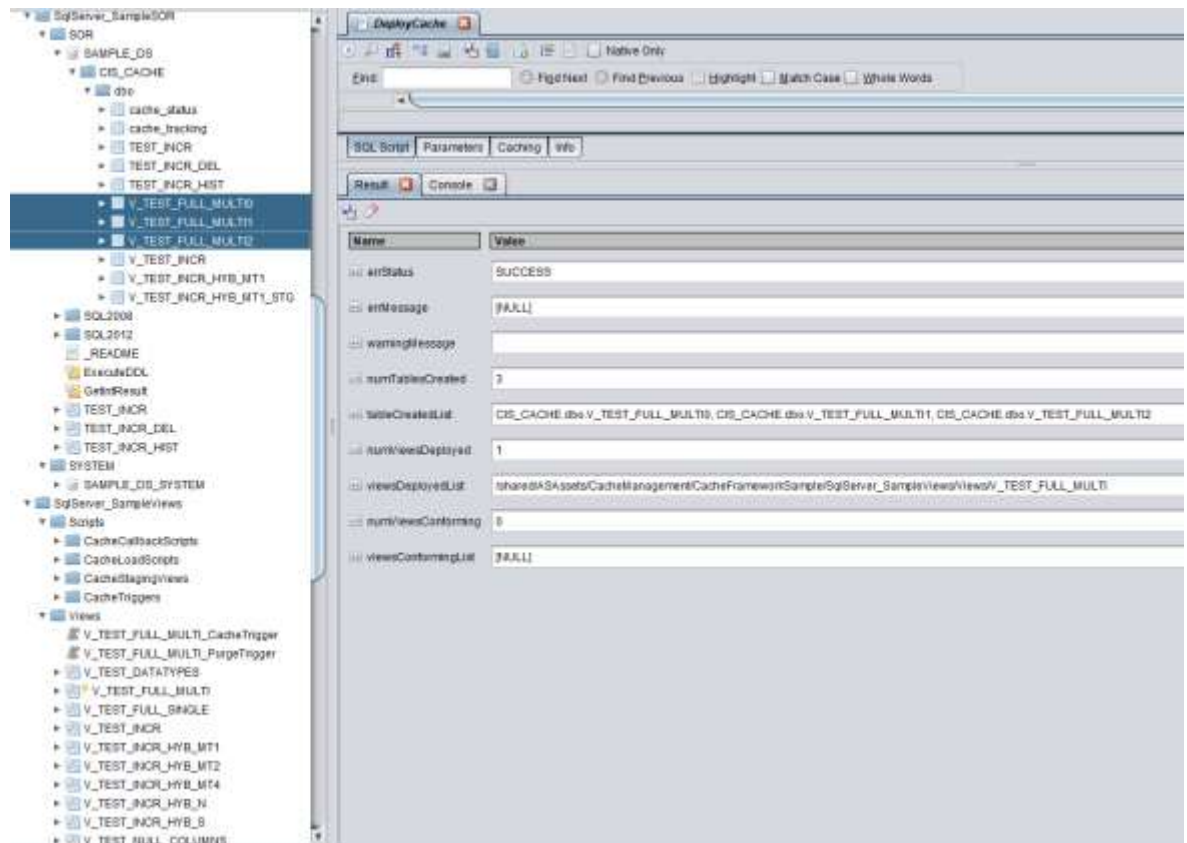 SqlServer_SampleSOR
SOR
SAMPLE_DS
CIS_CACHE
dbo
cache_status
cache_tracking
TEST_INCR
TEST_INCR_DEL
TEST_INCR_HIST
V_TEST_FULL_MULTI0
V_TEST_FULL_MULTI1
V_TEST_FULL_MULTI2
V_TEST_INCR
V_TEST_INCR_HYB_MT1
V_TEST_INCR_HYB_MT1_STG
SQL2008
SQL2012
_README
ExecuteDDL
GetIntResult
TEST_INCR
TEST_INCR_DEL
TEST_INCR_HIST
SYSTEM
SAMPLE_DS_SYSTEM
SqlServer_SampleViews
Scripts
CacheCallbackScripts
CacheLoadScripts
CacheStagingViews
CacheTriggers
Views
V_TEST_FULL_MULTI_CacheTrigger
V_TEST_FULL_MULTI_PurgeTrigger
V_TEST_DATATYPES
V_TEST_FULL_MULTI
V_TEST_FULL_SINGLE
V_TEST_INCR
V_TEST_INCR_HYB_MT1
V_TEST_INCR_HYB_MT2
V_TEST_INCR_HYB_MT4
V_TEST_INCR_HYB_N
V_TEST_INCR_HYB_S
V_TEST_NULL_COLUMNS
DeployCache
Native Only
Find: Find Next Find Previous Highlight Match Case Whole Words
SQL Script Parameters Caching Info
Result Console
Name Value
errStatus SUCCESS
errMessage [NULL]
warningMessage
numTablesCreated 3
tableCreatedList CIS_CACHE.dbo.V_TEST_FULL_MULTI0, CIS_CACHE.dbo.V_TEST_FULL_MULTI1, CIS_CACHE.dbo.V_TEST_FULL_MULTI2
numViewsDeployed 1
viewsDeployedList /shared/ASAssets/CacheManagement/CacheFrameworkSample/SqlServer_SampleViews/Views/V_TEST_FULL_MULTI
numViewsConforming 0
viewsConformingList [NULL]